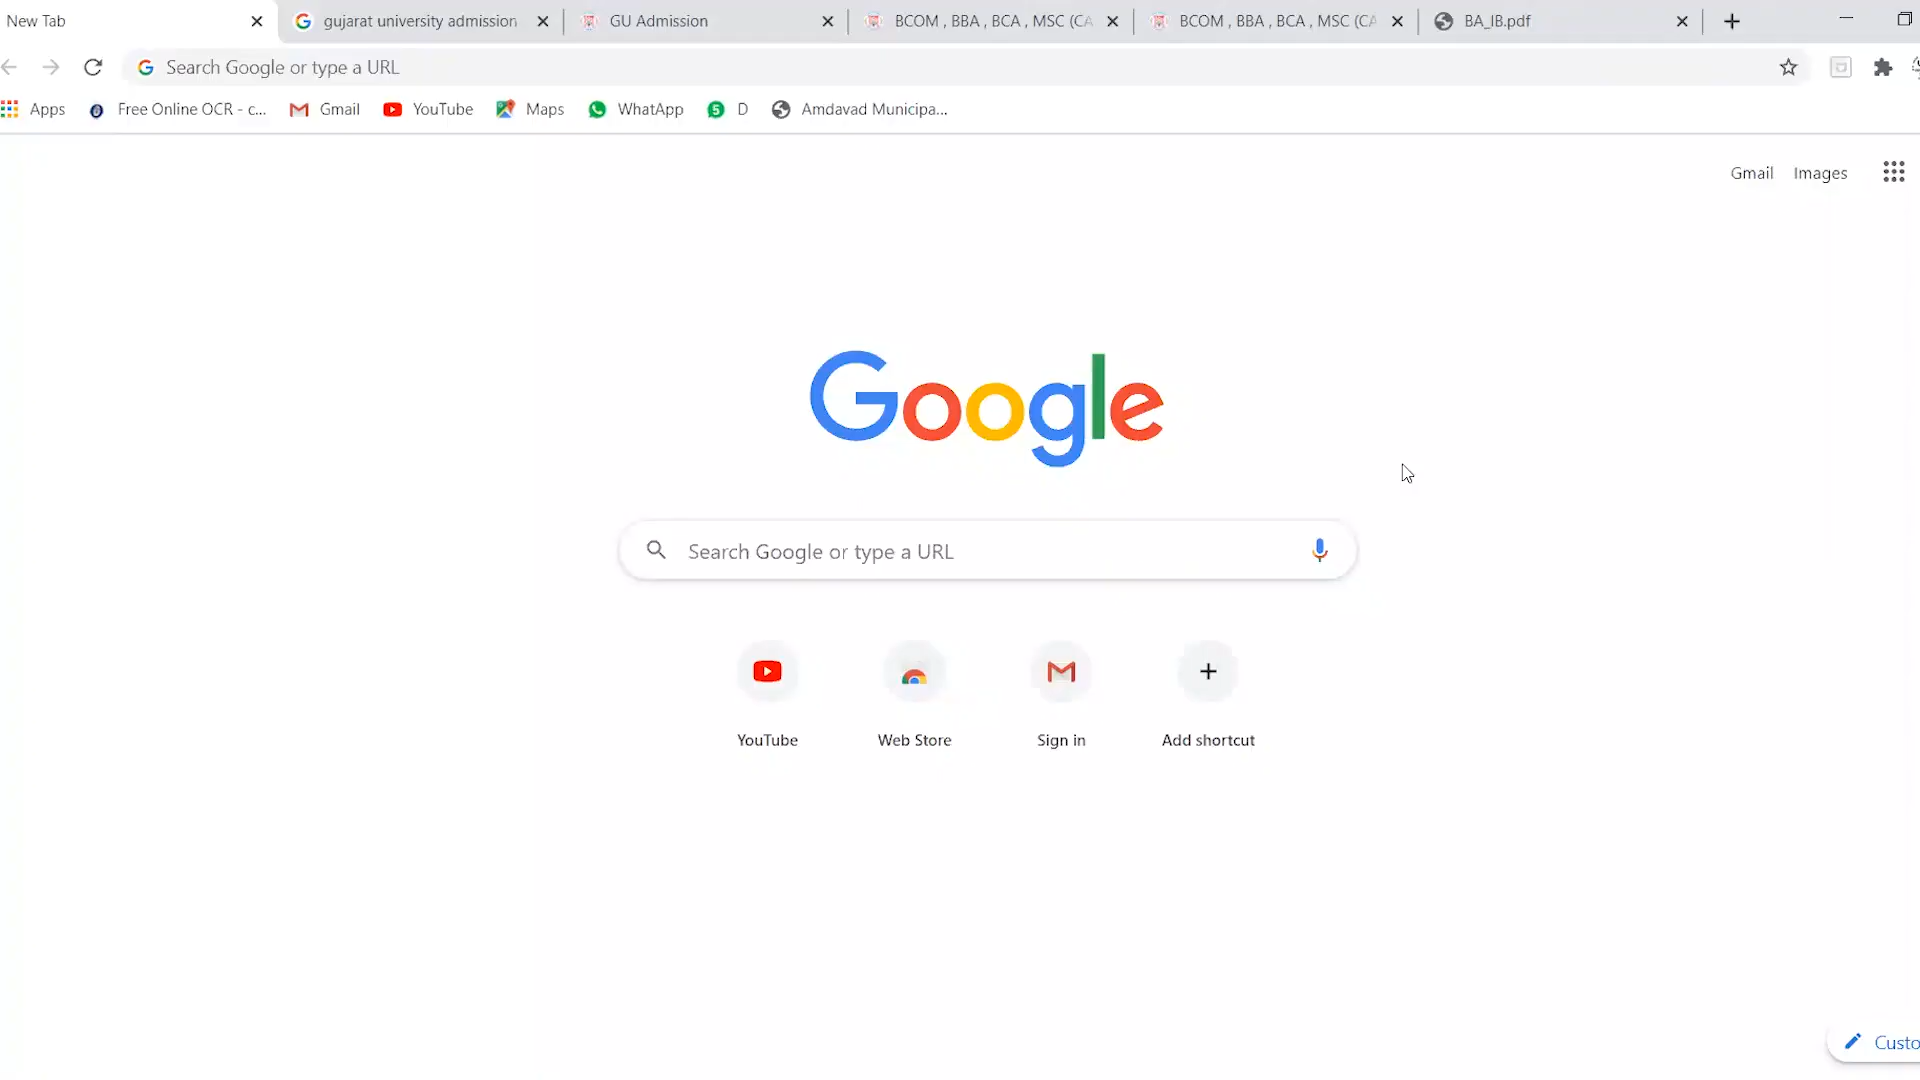 New Tab
gujarat university admission
GU Admission
BCOM , BBA , BCA , MSC (CA
BCOM , BBA , BCA , MSC (CA
BA_IB.pdf
Search Google or type a URL
Apps
Free Online OCR - c...
Gmail
YouTube
Maps
WhatApp
5 D
Amdavad Municipa...
Gmail
Images
Google
Search Google or type a URL
YouTube
Web Store
Sign in
Add shortcut
Custo